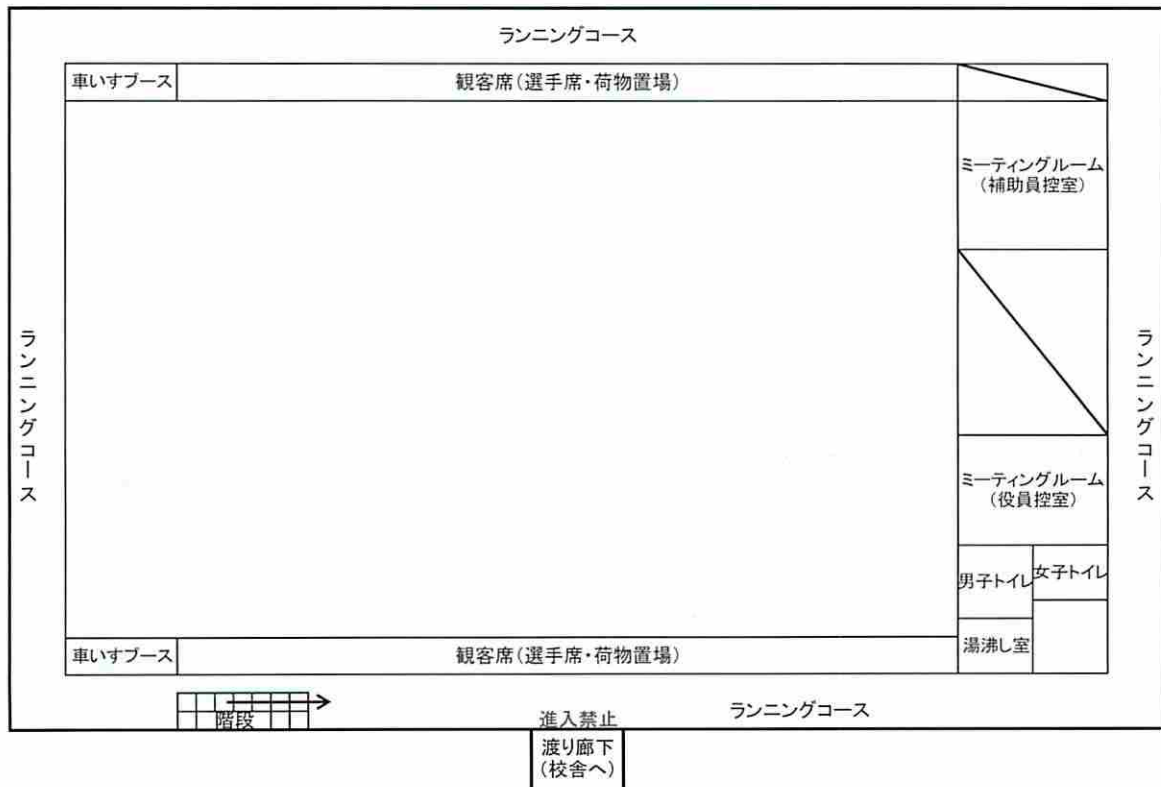 ランニングコース
車いすブース
観客席（選手席・荷物置場）
ミーティングルーム
（補助員控室）
ランニングコース
ランニングコース
ミーティングルーム
（役員控室）
男子トイレ
女子トイレ
湯沸し室
車いすブース
観客席（選手席・荷物置場）
階段
進入禁止
ランニングコース
渡り廊下
（校舎へ）